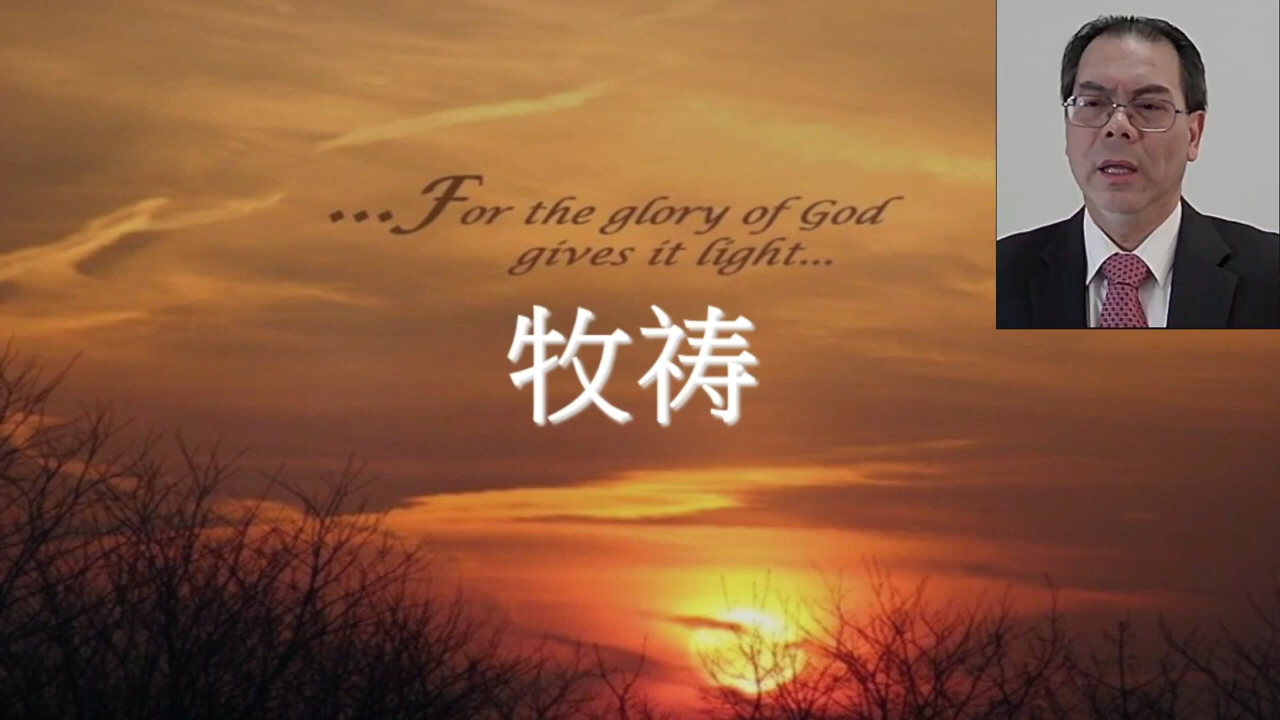 ...For the glory of God
gives it light...
牧祷